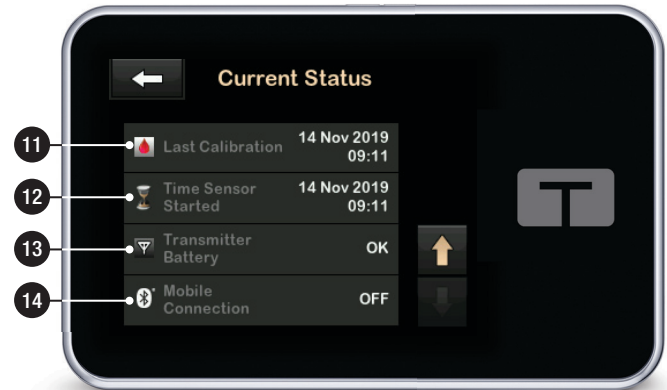 Current Status
11
Last Calibration
14 Nov 2019
09:11
12
Time Sensor
Started
14 Nov 2019
09:11
13
Transmitter
Battery
OK
14
Mobile
Connection
OFF